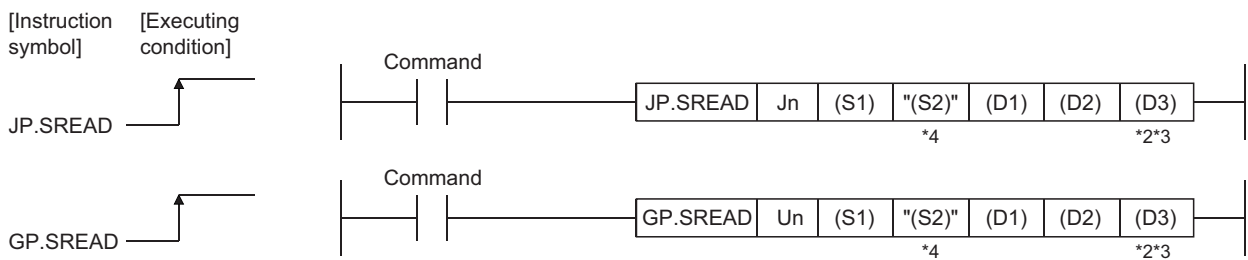 [Instruction symbol] [Executing condition]
Command
JP.SREAD
JP.SREAD Jn (S1) "(S2)" (D1) (D2) (D3)
*4 *2*3
Command
GP.SREAD
GP.SREAD Un (S1) "(S2)" (D1) (D2) (D3)
*4 *2*3